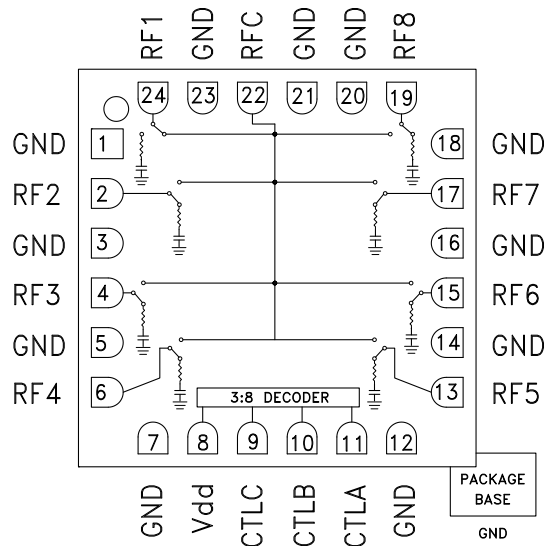 RF1 GND RFC GND GND RF8
24 23 22 21 20 19
GND 1 18 GND
RF2 2 17 RF7
GND 3 16 GND
RF3 4 15 RF6
GND 5 14 GND
RF4 6 13 RF5
3:8 DECODER
7 8 9 10 11 12
GND Vdd CTLC CTLB CTLA GND
PACKAGE
BASE
GND